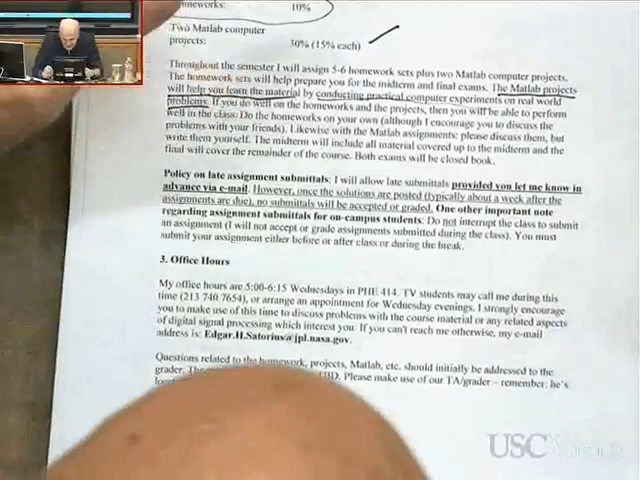 neworks:
10%
Two Matlab computer
projects:
30% (15% each)
Throughout the semester I will assign 5-6 homework sets plus two Matlab computer projects.
The homework sets will help prepare you for the midterm and final exams. The Matlab projects
will help you learn the material by conducting practical computer experiments on real world
problems. If you do well on the homeworks and the projects, then you will be able to perform
well in the class. Do the homeworks on your own (although I encourage you to discuss the
problems with your friends). Likewise with the Matlab assignments: please discuss them, but
write them yourself. The midterm will include all material covered up to the midterm and the
final will cover the remainder of the course. Both exams will be closed book.
Policy on late assignment submittals: I will allow late submittals provided you let me know in
advance via e-mail. However, once the solutions are posted (typically about a week after the
assignments are due), no submittals will be accepted or graded. One other important note
regarding assignment submittals for on-campus students: Do not interrupt the class to submit
an assignment (I will not accept or grade assignments submitted during the class). You must
submit your assignment either before or after class or during the break.
3. Office Hours
My office hours are 5:00-6:15 Wednesdays in PHE 414. TV students may call me during this
time (213 740 7654), or arrange an appointment for Wednesday evenings. I strongly encourage
you to make use of this time to discuss problems with the course material or any related aspects
of digital signal processing which interest you. If you can't reach me otherwise, my e-mail
address is: Edgar.H.Satorius@jpl.nasa.gov.
Questions related to the homework, projects, Matlab, etc. should initially be addressed to the
grader. The TBD. Please make use of our TA/grader – remember: he's
USC